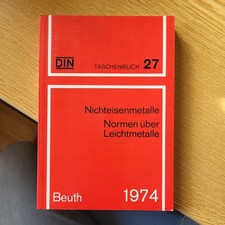 DIN TASCHENBUCH 27
Nichteisenmetalle
Normen über
Leichtmetalle
Beuth 1974